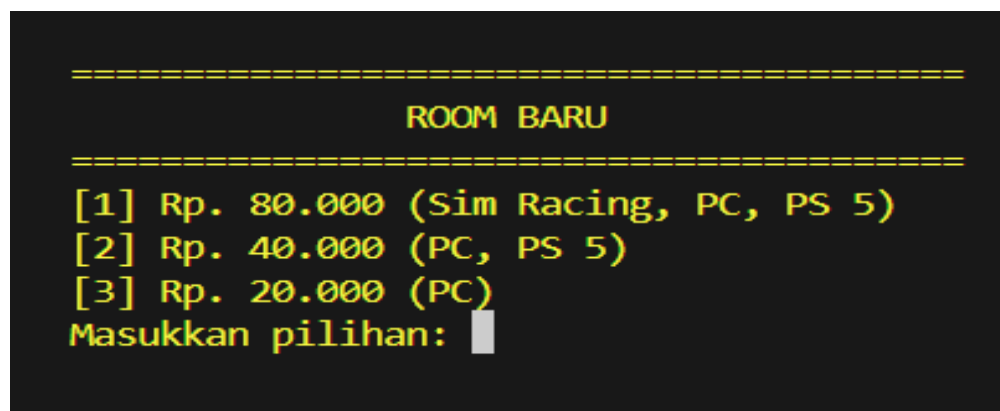 ========================================
ROOM BARU
========================================
[1] Rp. 80.000 (Sim Racing, PC, PS 5)
[2] Rp. 40.000 (PC, PS 5)
[3] Rp. 20.000 (PC)
Masukkan pilihan: